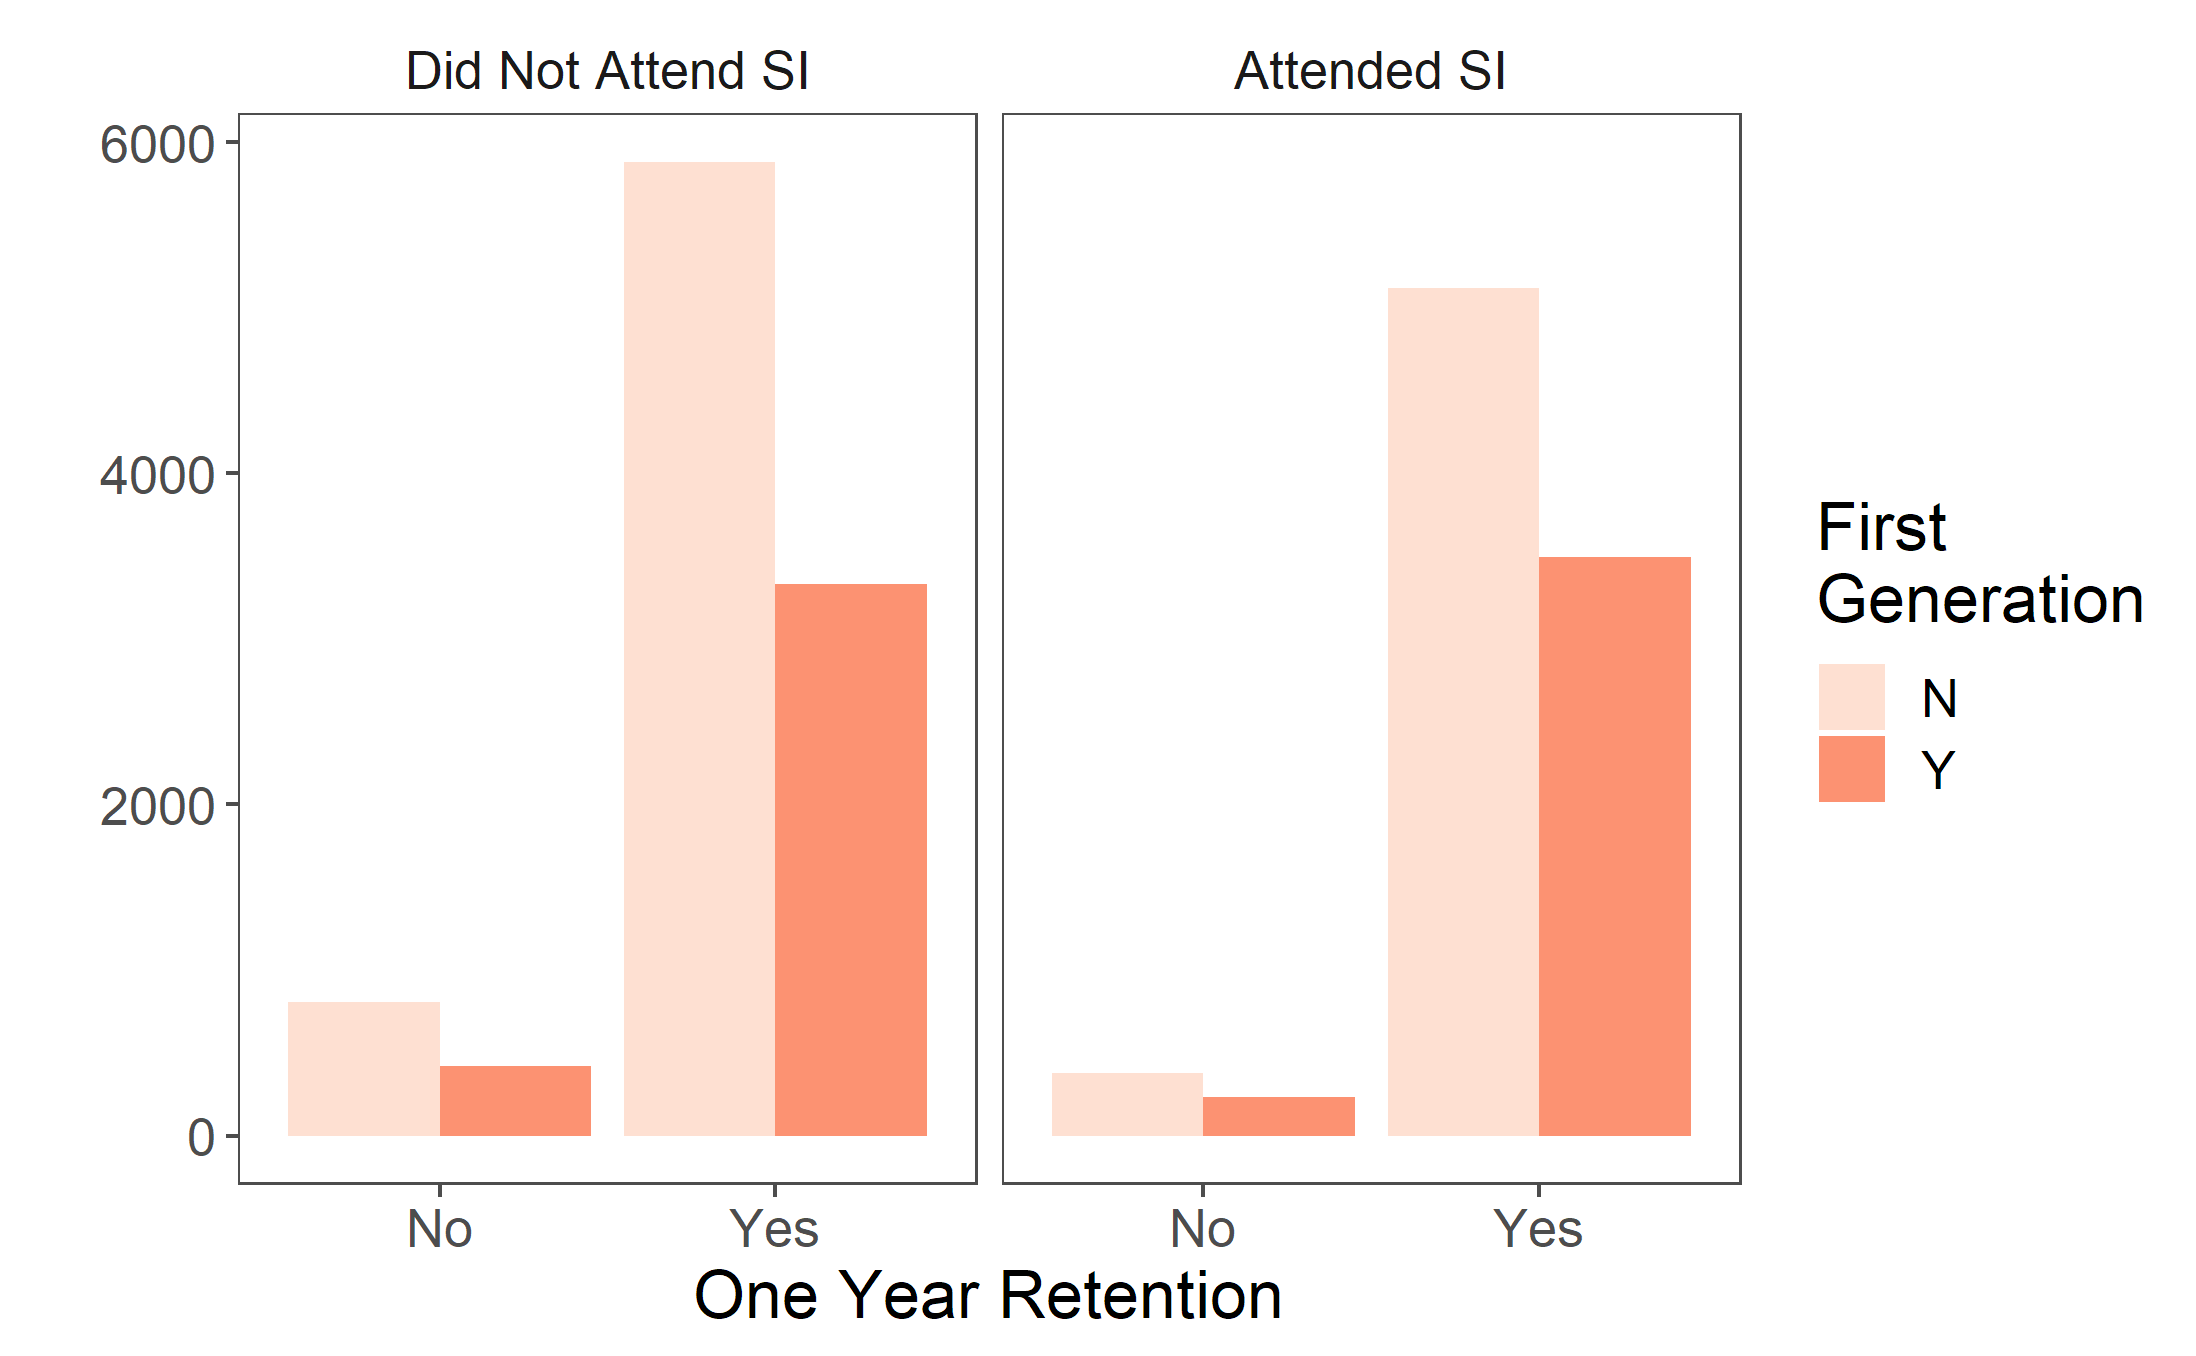 Did Not Attend SI
Attended SI
6000
4000
2000
0
No
Yes
No
Yes
One Year Retention
First
Generation
N
Y